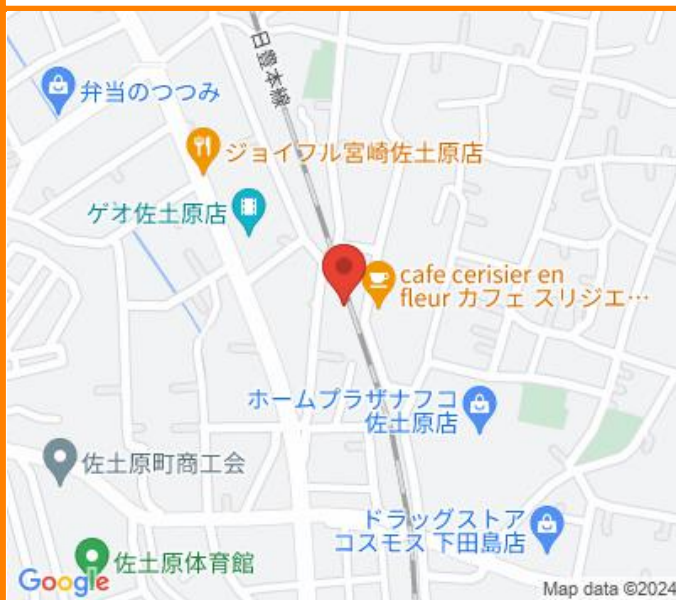 日豊本線
弁当のつつみ
ジョイフル宮崎佐土原店
ゲオ佐土原店
cafe cerisier en
fleur カフェ スリジエ…
ホームプラザナフコ
佐土原店
佐土原町商工会
ドラッグストア
コスモス 下田島店
佐土原体育館
Google
Map data ©2024